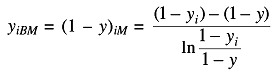 y_{iBM} = (1 - y)_{iM} = \frac{(1 - y_i) - (1 - y)}{\ln \frac{1 - y_i}{1 - y}}